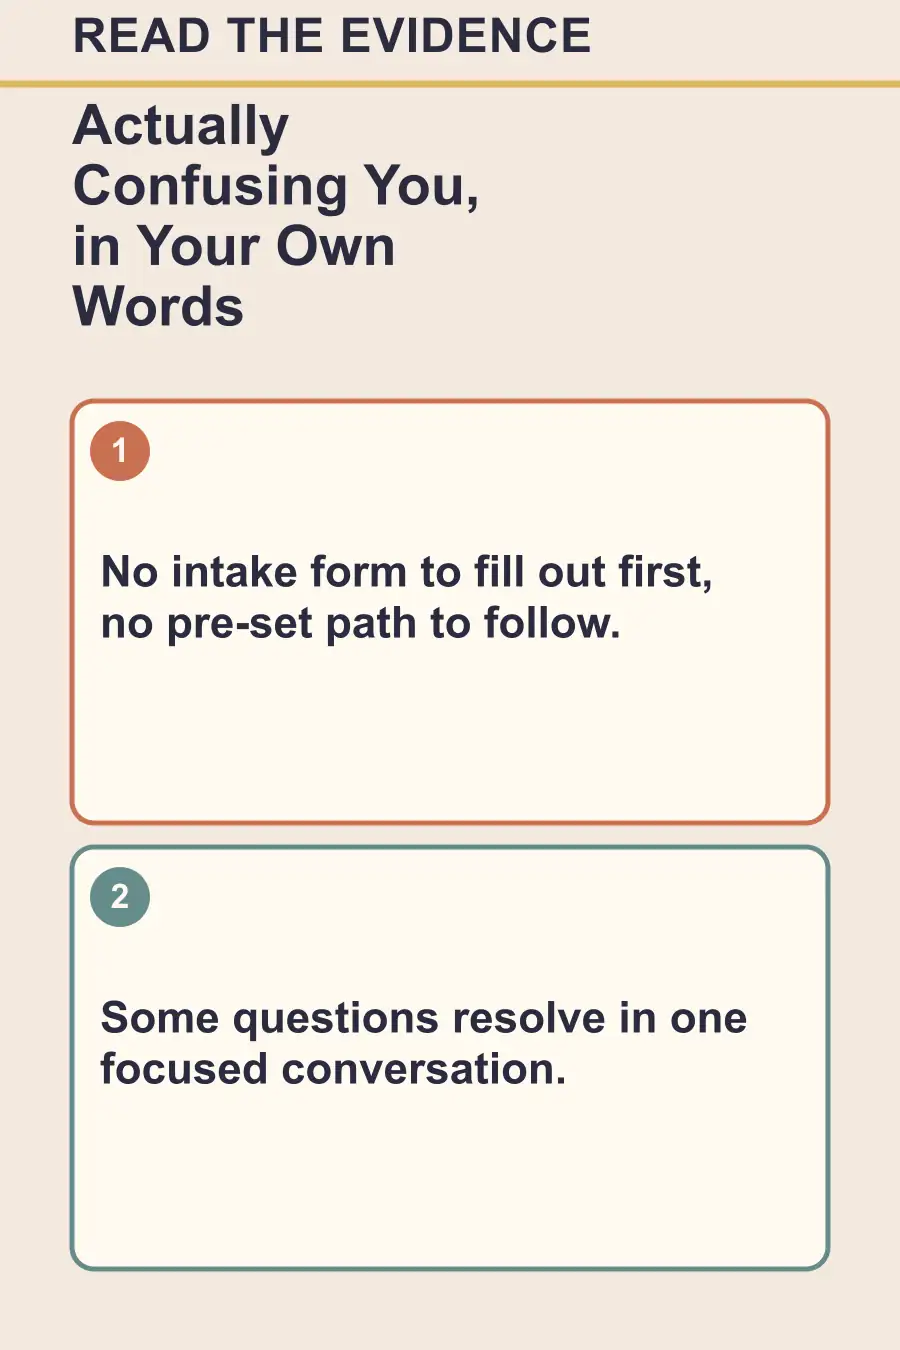 READ THE EVIDENCE
Actually
Confusing You,
in Your Own
Words
1
No intake form to fill out first,
no pre-set path to follow.
2
Some questions resolve in one
focused conversation.